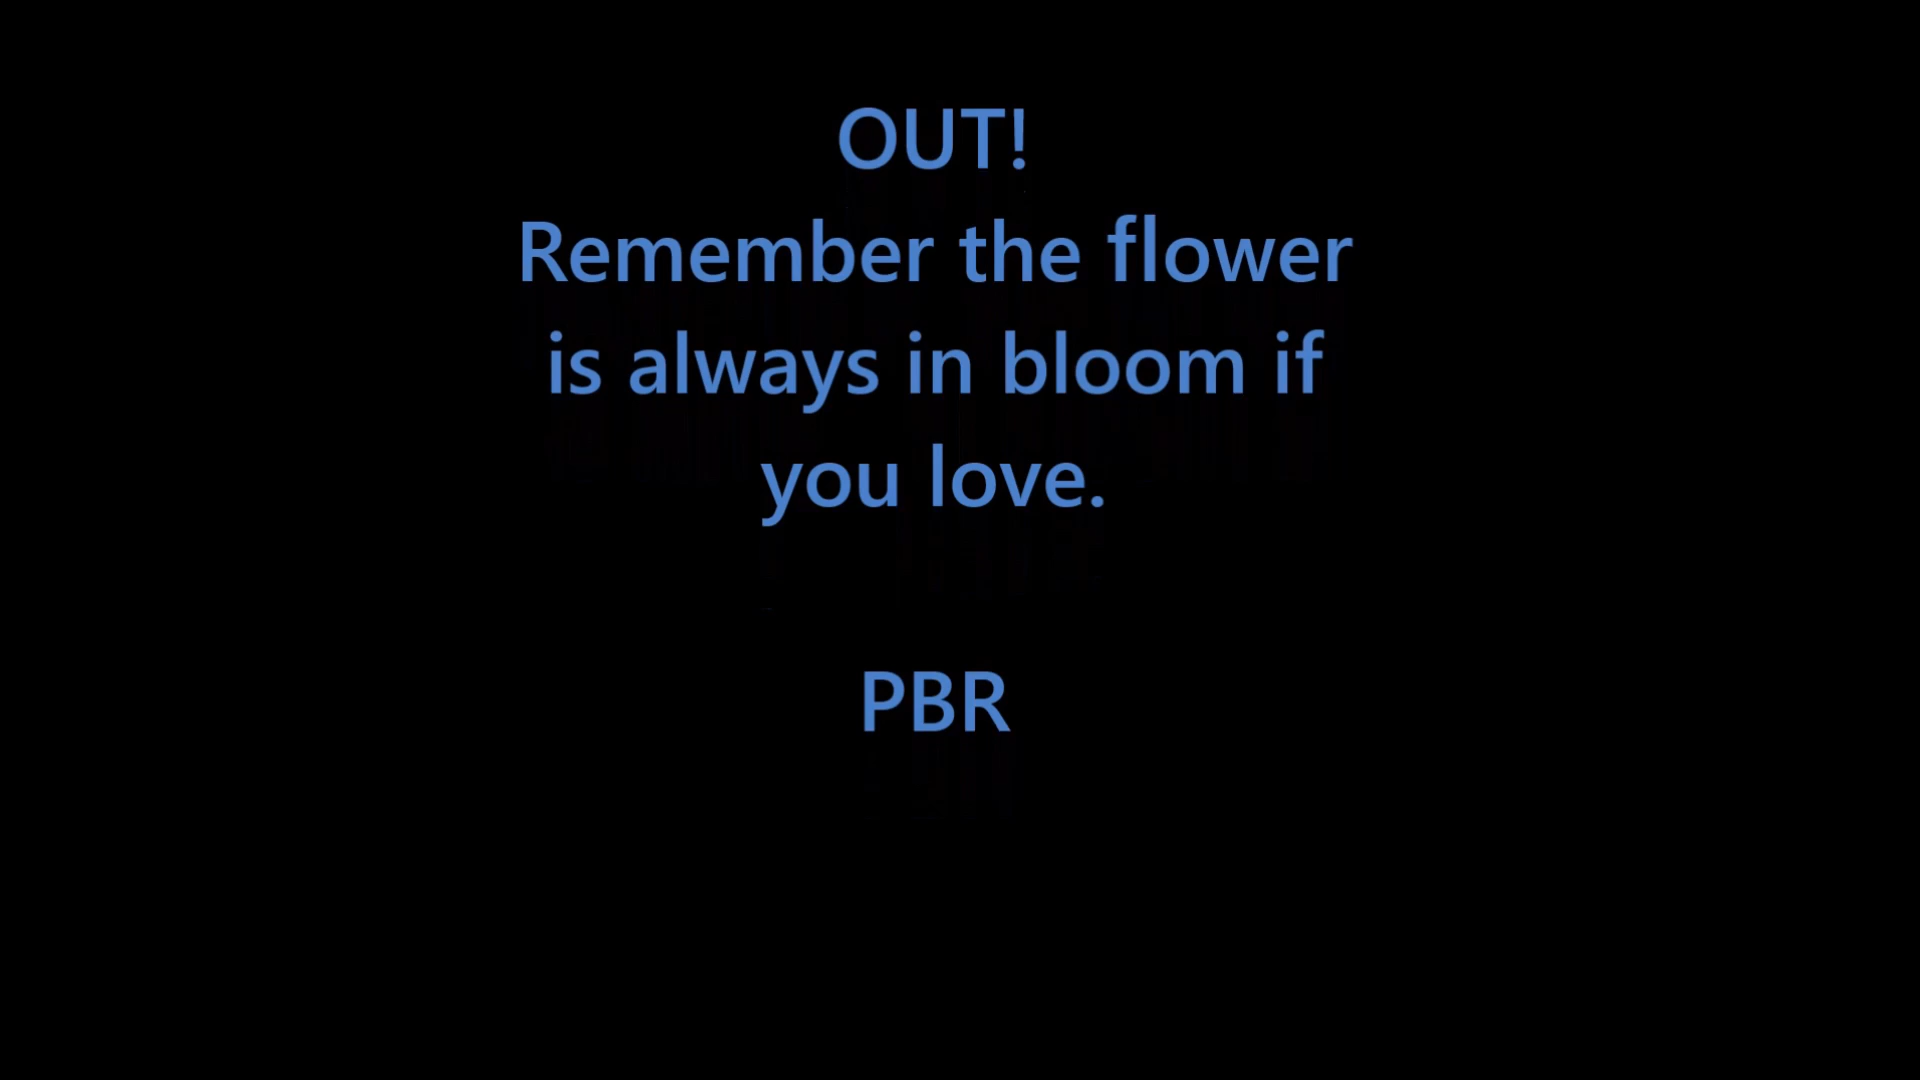 OUT!
Remember the flower
is always in bloom if
you love.
PBR